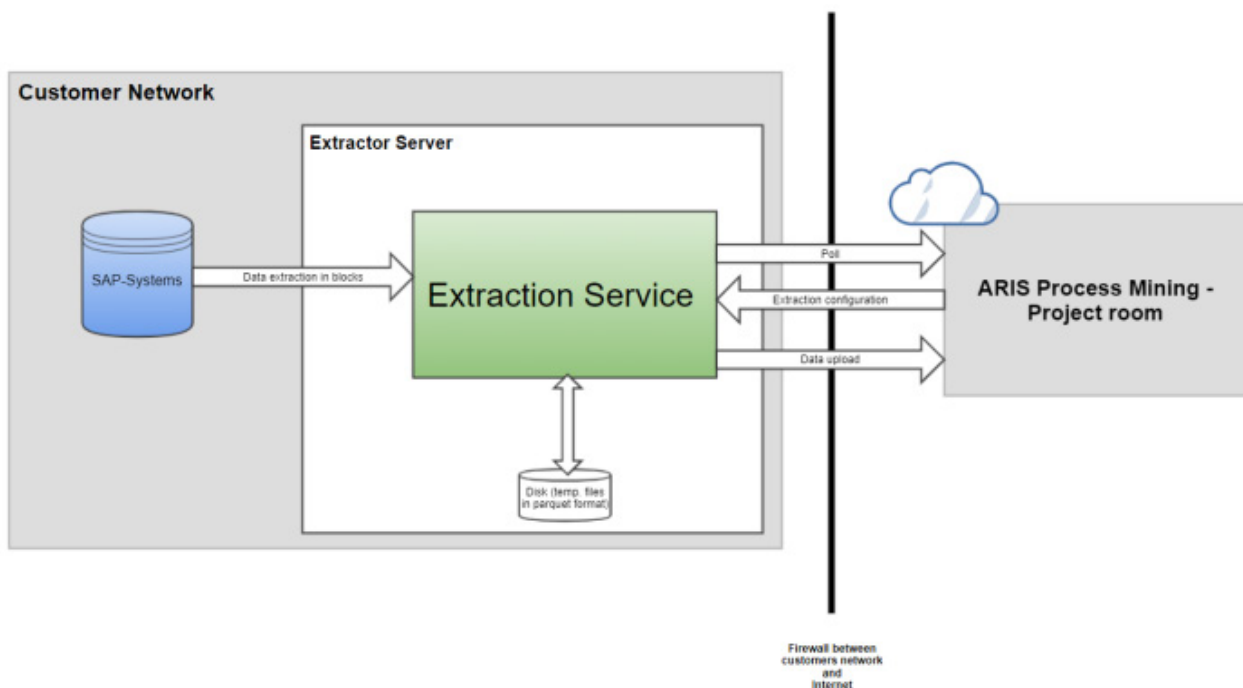 Customer Network
Extractor Server
SAP-Systems
Data extraction in blocks
Extraction Service
Poll
Extraction configuration
Data upload
ARIS Process Mining -
Project room
Disk (temp. files
in parquet format)
Firewall between
customers network
and
Internet